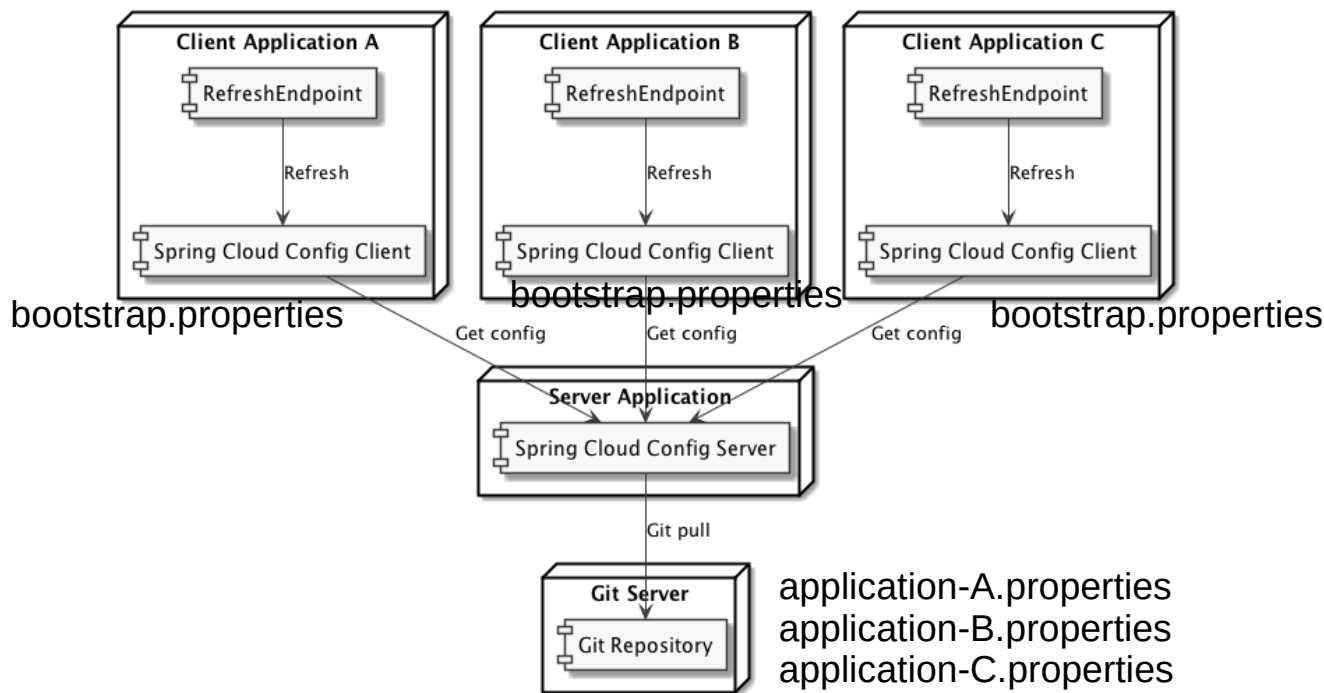 Client Application A
Client Application B
Client Application C
RefreshEndpoint
RefreshEndpoint
RefreshEndpoint
Refresh
Refresh
Refresh
Spring Cloud Config Client
Spring Cloud Config Client
Spring Cloud Config Client
bootstrap.properties
bootstrap.properties
bootstrap.properties
Get config
Get config
Get config
Server Application
Spring Cloud Config Server
Git pull
Git Server
Git Repository
application-A.properties
application-B.properties
application-C.properties